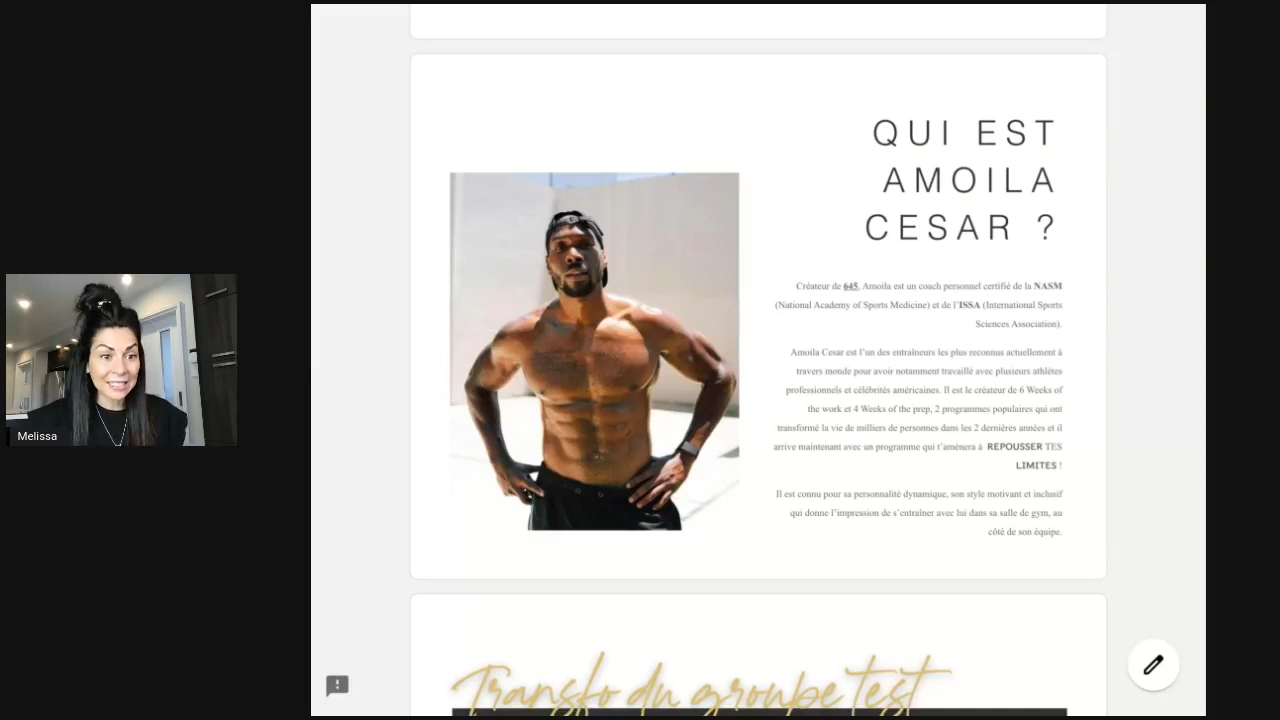 QUI EST
AMOILA
CESAR ?
Créateur de 645, Amoila est un coach personnel certifié de la NASM
(National Academy of Sports Medicine) et de l'ISSA (International Sports
Sciences Association).
Amoila Cesar est l'un des entraîneurs les plus reconnus actuellement à
travers monde pour avoir notamment travaillé avec plusieurs athlètes
professionnels et célébrités américaines. Il est le créateur de 6 Weeks of
the work et 4 Weeks of the prep, 2 programmes populaires qui ont
transformé la vie de milliers de personnes dans les 2 dernières années et il
arrive maintenant avec un programme qui t'amènera à REPOUSSER TES
LIMITES !
Il est connu pour sa personnalité dynamique, son style motivant et inclusif
qui donne l'impression de s'entraîner avec lui dans sa salle de gym, au
côté de son équipe.
Melissa
Transfo du groupe test